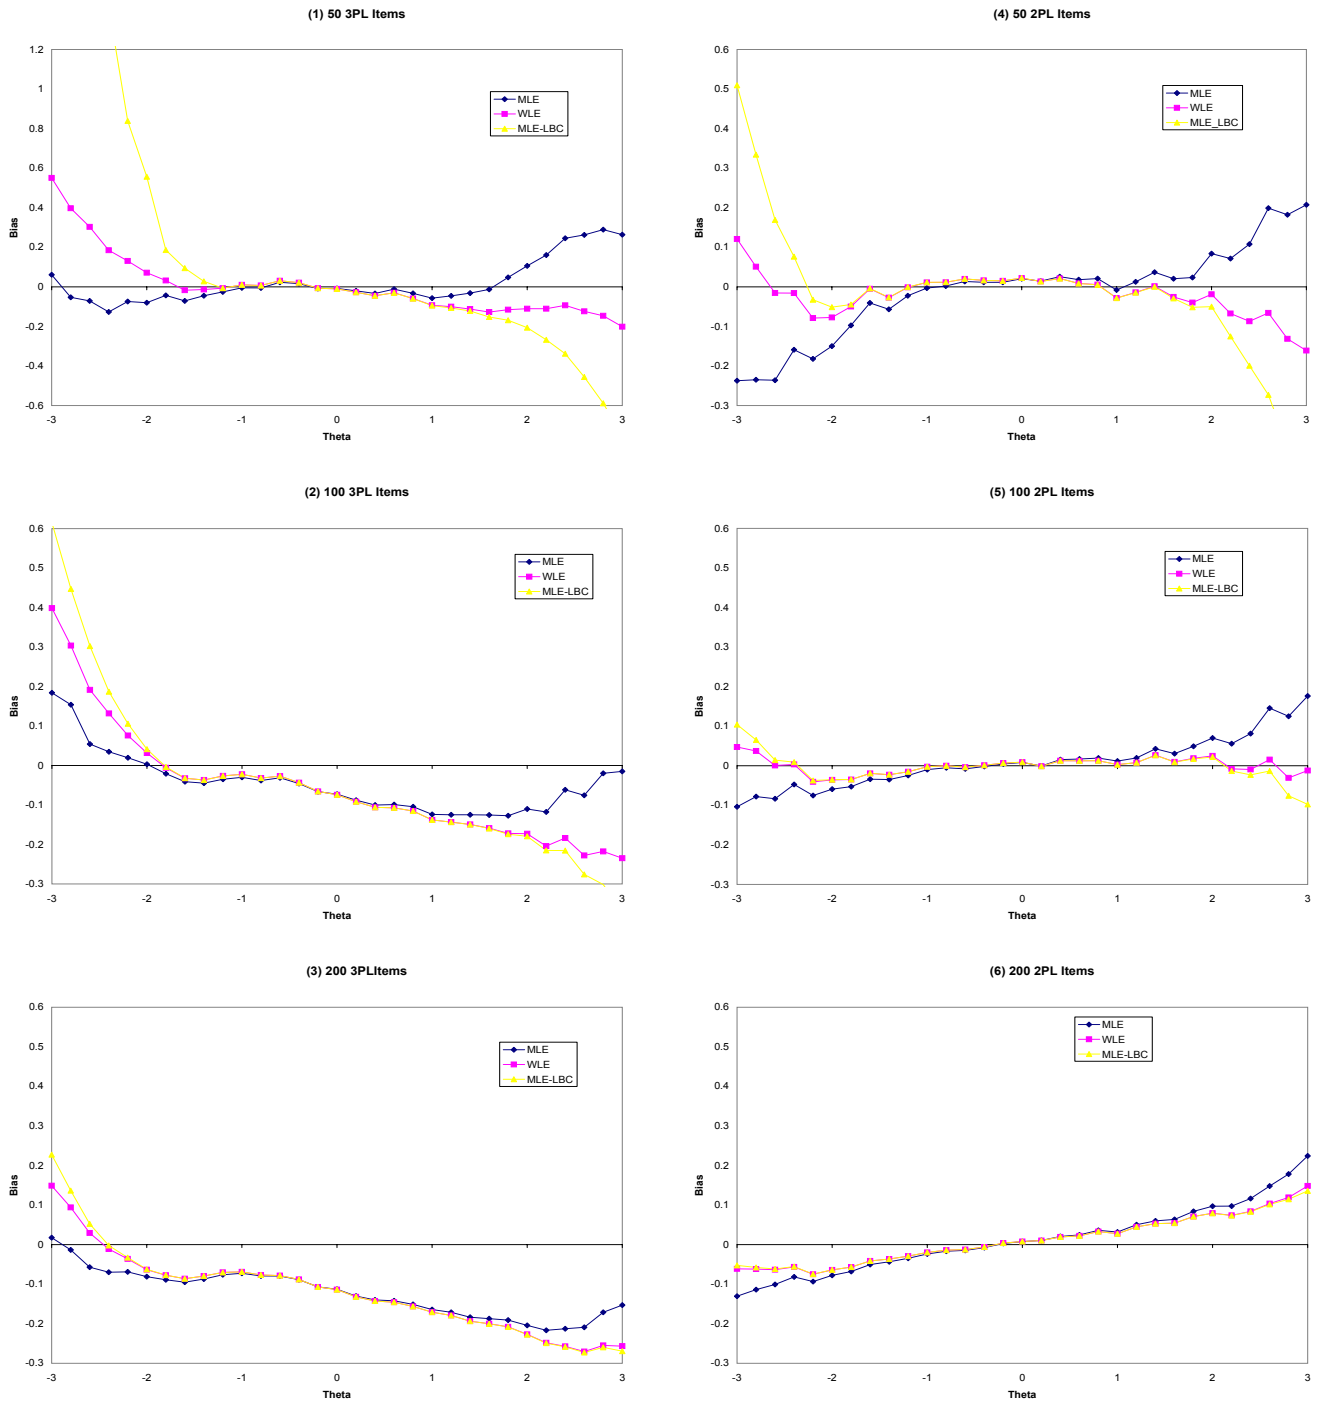 (1) 50 3PL Items
1.2
1
0.8
0.6
0.4
0.2
0
-0.2
-0.4
-0.6
Bias
-3 -2 -1 0 1 2 3
Theta
MLE
WLE
MLE-LBC
(4) 50 2PL Items
0.6
0.5
0.4
0.3
0.2
0.1
0
-0.1
-0.2
-0.3
Bias
-3 -2 -1 0 1 2 3
Theta
MLE
WLE
MLE_LBC
(2) 100 3PL Items
0.6
0.5
0.4
0.3
0.2
0.1
0
-0.1
-0.2
-0.3
Bias
-3 -2 -1 0 1 2 3
Theta
MLE
WLE
MLE-LBC
(5) 100 2PL Items
0.6
0.5
0.4
0.3
0.2
0.1
0
-0.1
-0.2
-0.3
Bias
-3 -2 -1 0 1 2 3
Theta
MLE
WLE
MLE-LBC
(3) 200 3PLItems
0.6
0.5
0.4
0.3
0.2
0.1
0
-0.1
-0.2
-0.3
Bias
-3 -2 -1 0 1 2 3
Theta
MLE
WLE
MLE-LBC
(6) 200 2PL Items
0.6
0.5
0.4
0.3
0.2
0.1
0
-0.1
-0.2
-0.3
Bias
-3 -2 -1 0 1 2 3
Theta
MLE
WLE
MLE-LBC